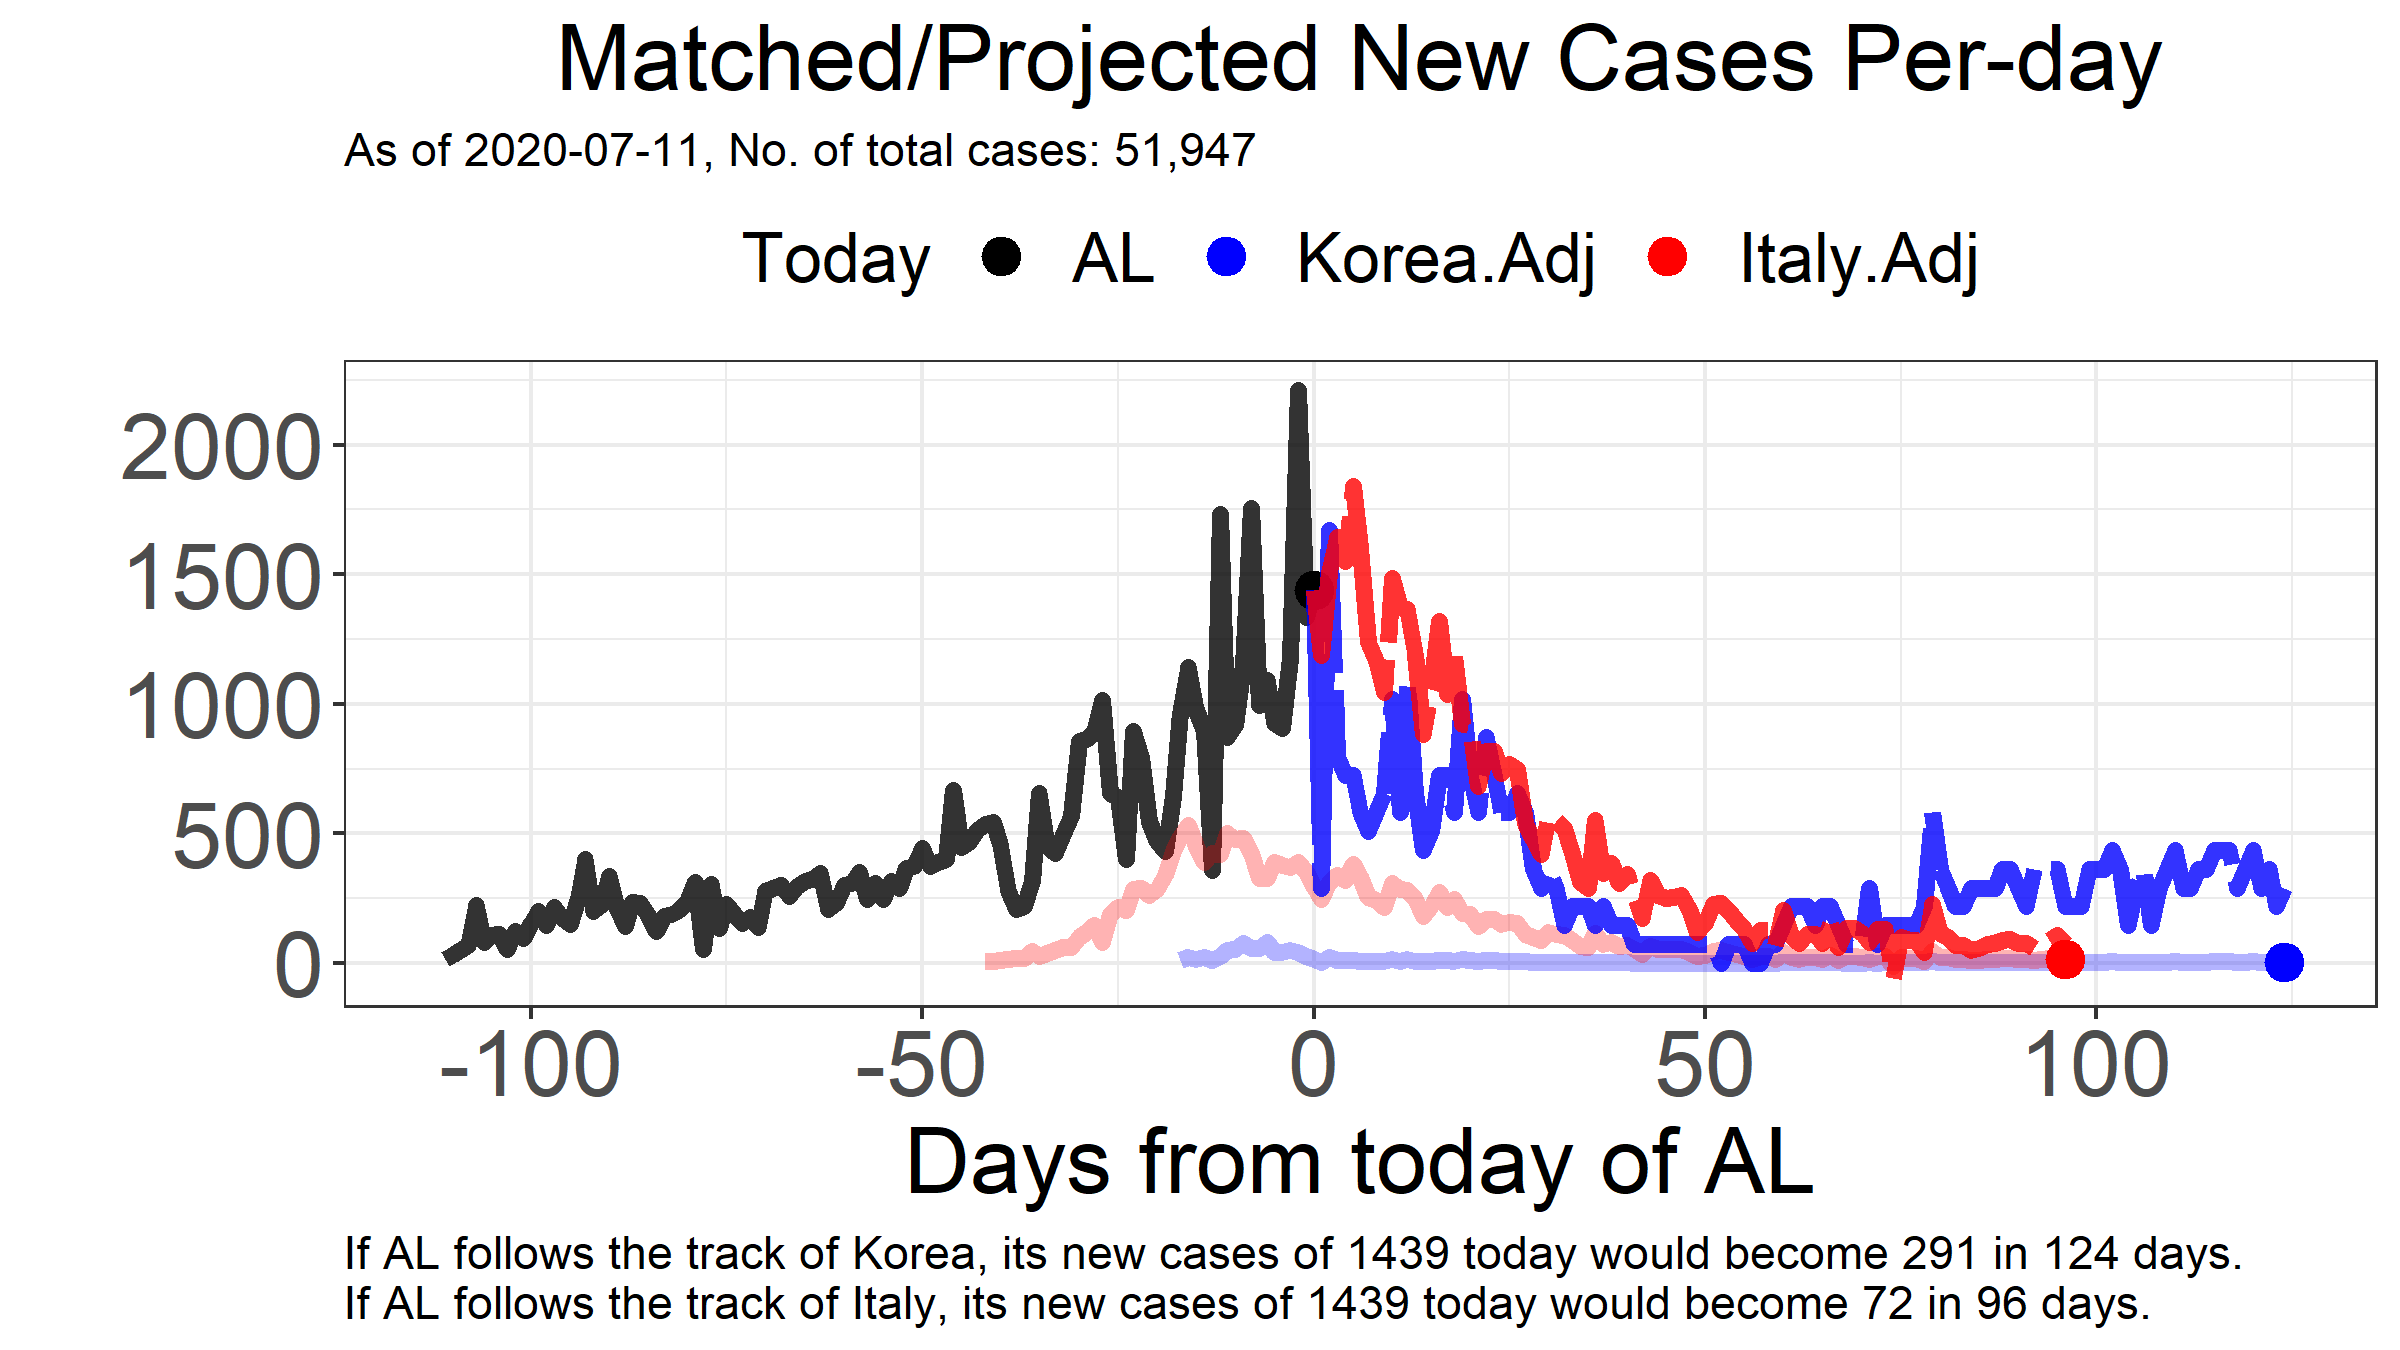 Matched/Projected New Cases Per-day
As of 2020-07-11, No. of total cases: 51,947
Today AL Korea.Adj Italy.Adj
2000
1500
1000
500
0
-100 -50 0 50 100
Days from today of AL
If AL follows the track of Korea, its new cases of 1439 today would become 291 in 124 days.
If AL follows the track of Italy, its new cases of 1439 today would become 72 in 96 days.